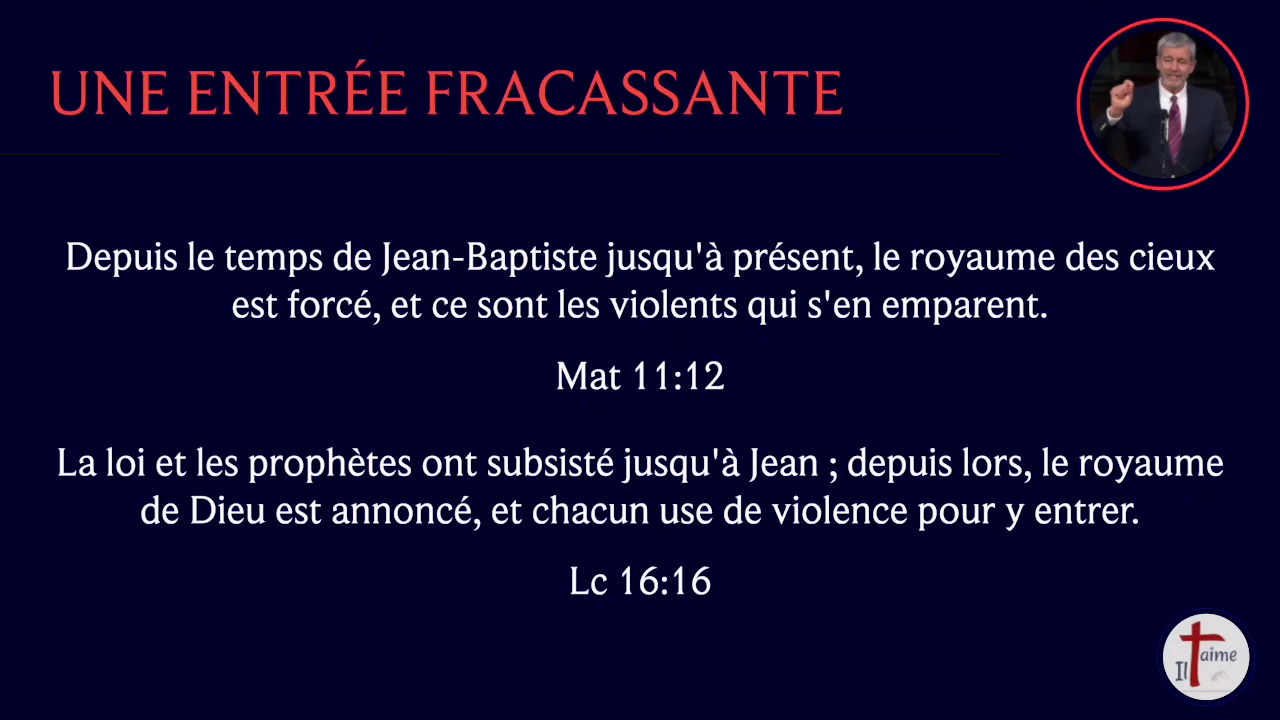 UNE ENTRÉE FRACASSANTE
Depuis le temps de Jean-Baptiste jusqu'à présent, le royaume des cieux
est forcé, et ce sont les violents qui s'en emparent.
Mat 11:12
La loi et les prophètes ont subsisté jusqu'à Jean ; depuis lors, le royaume
de Dieu est annoncé, et chacun use de violence pour y entrer.
Lc 16:16
Il t aime